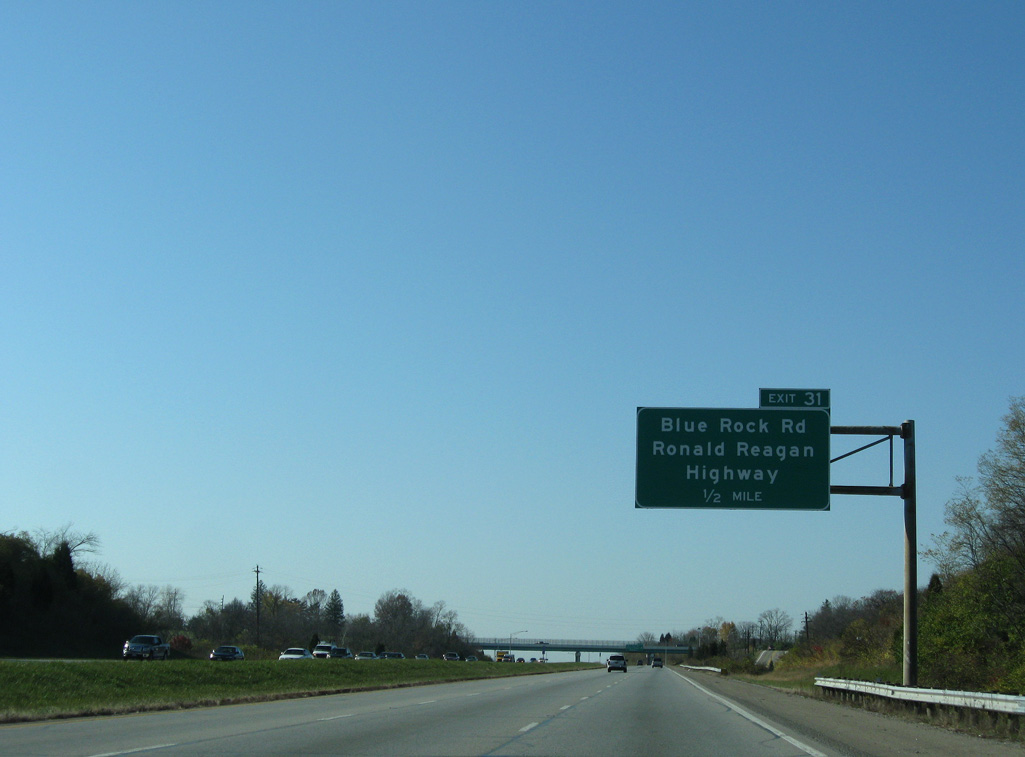 EXIT 31
Blue Rock Rd
Ronald Reagan
Highway
1/2 MILE